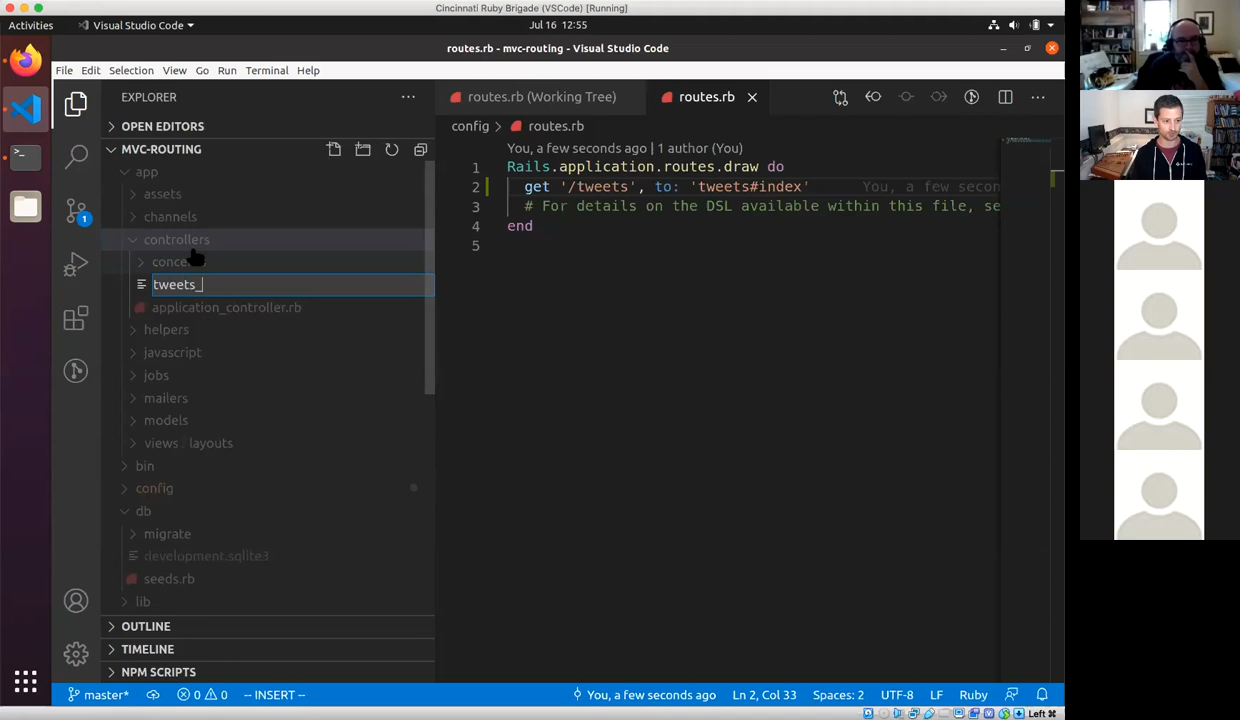 Cincinnati Ruby Brigade (VSCode) [Running]
Activities
Visual Studio Code
Jul 16 12:55
routes.rb - mvc-routing - Visual Studio Code
File Edit Selection View Go Run Terminal Help
EXPLORER
routes.rb (Working Tree)
routes.rb
OPEN EDITORS
config > routes.rb
MVC-ROUTING
You, a few seconds ago | 1 author (You)
1 Rails.application.routes.draw do
2 get '/tweets', to: 'tweets#index' You, a few secon
3 # For details on the DSL available within this file, se
4 end
5
app
assets
channels
controllers
conce
tweets_
application_controller.rb
helpers
javascript
jobs
mailers
models
views layouts
bin
config
db
migrate
development.sqlite3
seeds.rb
lib
OUTLINE
TIMELINE
NPM SCRIPTS
1
master*
0 0
-- INSERT --
You, a few seconds ago
Ln 2, Col 33
Spaces: 2
UTF-8
LF
Ruby
Left ⌘